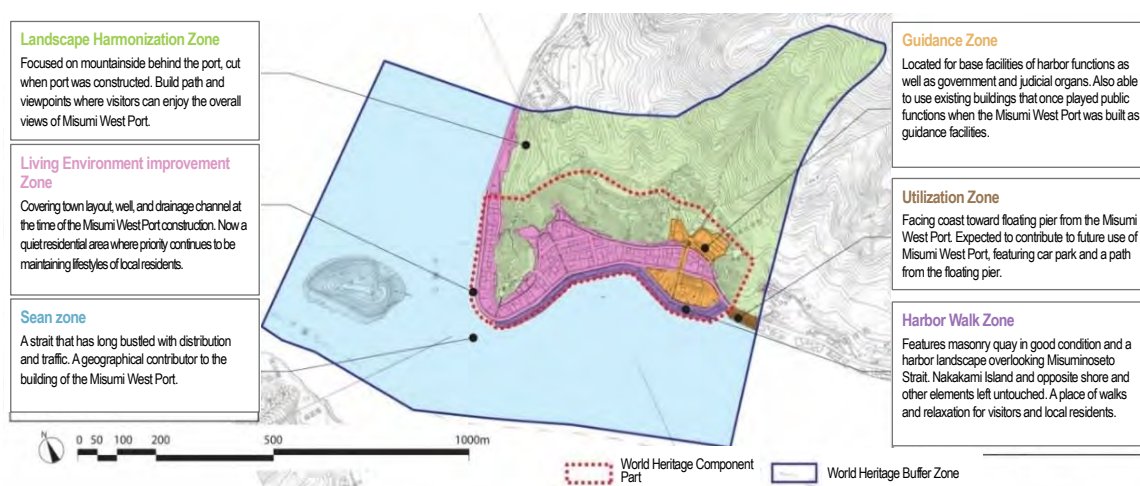 Landscape Harmonization Zone
Focused on mountainside behind the port, cut
when port was constructed. Build path and
viewpoints where visitors can enjoy the overall
views of Misumi West Port.
Living Environment improvement
Zone
Covering town layout, well, and drainage channel at
the time of the Misumi West Port construction. Now a
quiet residential area where priority continues to be
maintaining lifestyles of local residents.
Sean zone
A strait that has long bustled with distribution
and traffic. A geographical contributor to the
building of the Misumi West Port.
Guidance Zone
Located for base facilities of harbor functions as
well as government and judicial organs. Also able
to use existing buildings that once played public
functions when the Misumi West Port was built as
guidance facilities.
Utilization Zone
Facing coast toward floating pier from the Misumi
West Port. Expected to contribute to future use of
Misumi West Port, featuring car park and a path
from the floating pier.
Harbor Walk Zone
Features masonry quay in good condition and a
harbor landscape overlooking Misuminoseto
Strait. Nakakami Island and opposite shore and
other elements left untouched. A place of walks
and relaxation for visitors and local residents.
N
0 50 100 200 500 1000m
World Heritage Component
Part
World Heritage Buffer Zone